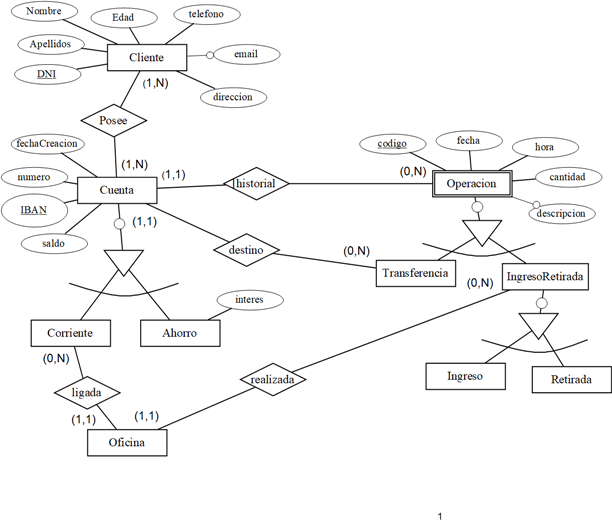 Nombre
Edad
telefono
Apellidos
Cliente
email
DNI
(1,N)
direccion
Posee
fechaCreacion
(1,N)
codigo
fecha
hora
numero
(1,1)
(0,N)
cantidad
Cuenta
historial
Operacion
IBAN
(1,1)
descripcion
saldo
destino
(0,N)
Transferencia
IngresoRetirada
(0,N)
interes
Corriente
Ahorro
(0,N)
realizada
Ingreso
Retirada
ligada
(1,1)
(1,1)
Oficina
1